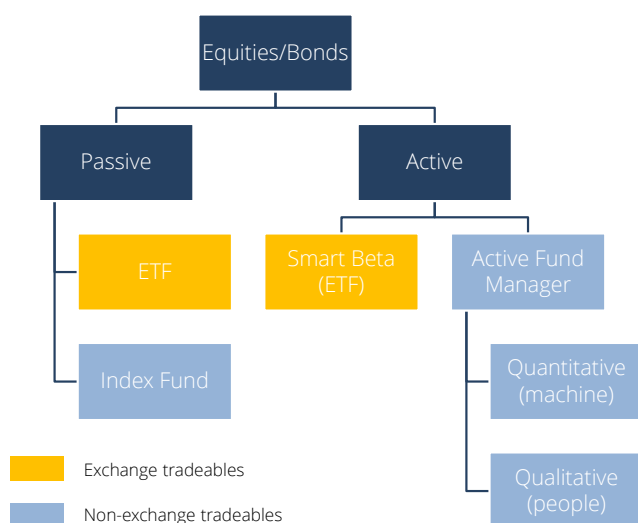 Equities/Bonds
Passive
Active
ETF
Smart Beta
(ETF)
Active Fund
Manager
Index Fund
Quantitative
(machine)
Exchange tradeables
Qualitative
(people)
Non-exchange tradeables